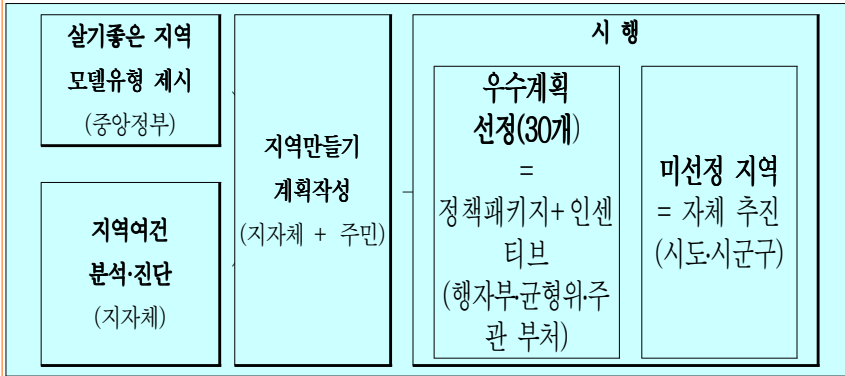 살기좋은 지역
모델유형 제시
(중앙정부)
지역여건
분석·진단
(지자체)
지역만들기
계획작성
(지자체 + 주민)
시 행
우수계획
선정(30개)
=
정책패키지+인센
티브
(행자부·균형위·주
관 부처)
미선정 지역
= 자체 추진
(시도·시군구)